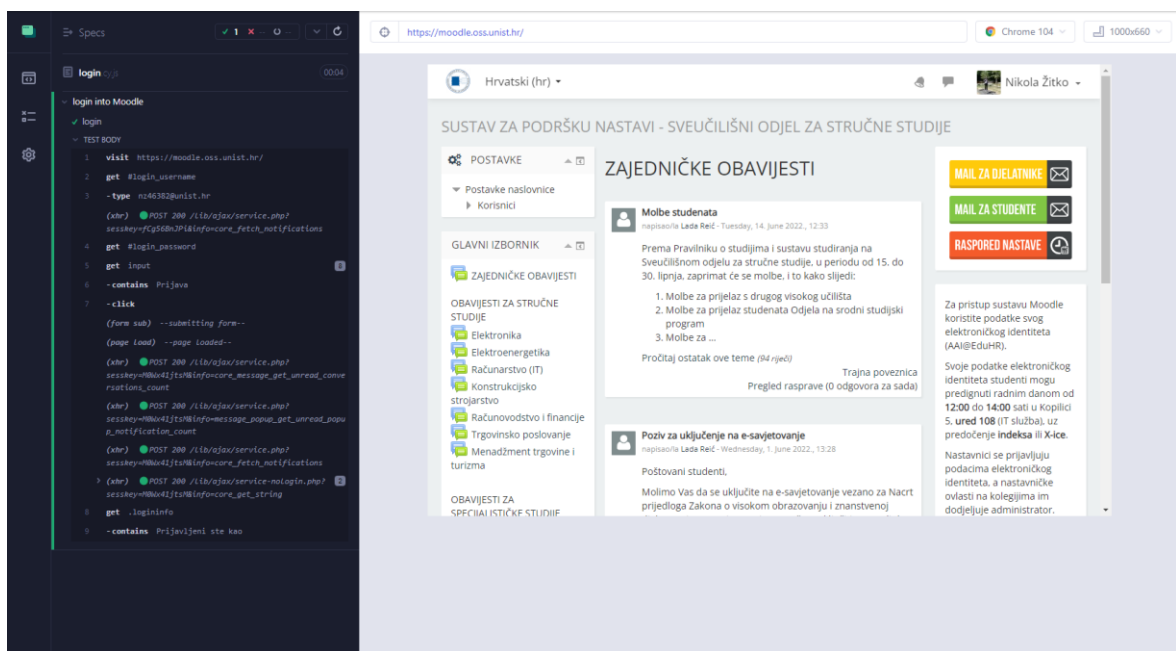 Specs
1
--
--
login cy.js
00:04
login into Moodle
login
TEST BODY
1 visit https://moodle.oss.unist.hr/
2 get #login_username
3 -type nz46382@unist.hr
(xhr) POST 200 /lib/ajax/service.php?
&info=core_fetch_notifications
4 get #login_password
5 get input
6 -contains Prijava
7 -click
(form sub) --submitting form--
(page load) --page loaded--
(xhr) POST 200 /lib/ajax/service.php?
&info=core_message_get_unread_conve
rsations_count
(xhr) POST 200 /lib/ajax/service.php?
&info=message_popup_get_unread_popu
p_notification_count
(xhr) POST 200 /lib/ajax/service.php?
&info=core_fetch_notifications
(xhr) POST 200 /lib/ajax/service-nologin.php?
&info=core_get_string
8 get .logininfo
9 -contains Prijavljeni ste kao
https://moodle.oss.unist.hr/
Chrome 104
1000x660
Hrvatski (hr)
Nikola Žitko
SUSTAV ZA PODRŠKU NASTAVI - SVEUČILIŠNI ODJEL ZA STRUČNE STUDIJE
POSTAVKE
Postavke naslovnice
Korisnici
GLAVNI IZBORNIK
ZAJEDNIČKE OBAVIJESTI
OBAVIJESTI ZA STRUČNE
STUDIJE
Elektronika
Elektroenergetika
Računarstvo (IT)
Konstrukcijsko
strojarstvo
Računovodstvo i financije
Trgovinsko poslovanje
Menadžment trgovine i
turizma
OBAVIJESTI ZA
SPECIJALISTIČKE STUDIJE
ZAJEDNIČKE OBAVIJESTI
Molbe studenata
napisao/la Lada Reić - Tuesday, 14. June 2022., 12:33
Prema Pravilniku o studijima i sustavu studiranja na
Sveučilišnom odjelu za stručne studije, u periodu od 15. do
30. lipnja, zaprimat će se molbe, i to kako slijedi:
1. Molbe za prijelaz s drugog visokog učilišta
2. Molbe za prijelaz studenata Odjela na srodni studijski
program
3. Molbe za ...
Pročitaj ostatak ove teme (94 riječi)
Trajna poveznica
Pregled rasprave (0 odgovora za sada)
Poziv za uključenje na e-savjetovanje
napisao/la Lada Reić - Wednesday, 1. June 2022., 13:28
Poštovani studenti,
Molimo Vas da se uključite na e-savjetovanje vezano za Nacrt
prijedloga Zakona o visokom obrazovanju i znanstvenoj
MAIL ZA DJELATNIKE
MAIL ZA STUDENTE
RASPORED NASTAVE
Za pristup sustavu Moodle
koristite podatke svog
elektroničkog identiteta
(AAI@EduHR).
Svoje podatke elektroničkog
identiteta studenti mogu
predignuti radnim danom od
12:00 do 14:00 sati u Kopilici
5, ured 108 (IT služba), uz
predočenje indeksa ili X-ice.
Nastavnici se prijavljuju
podacima elektroničkog
identiteta, a nastavničke
ovlasti na kolegijima im
dodjeljuje administrator.